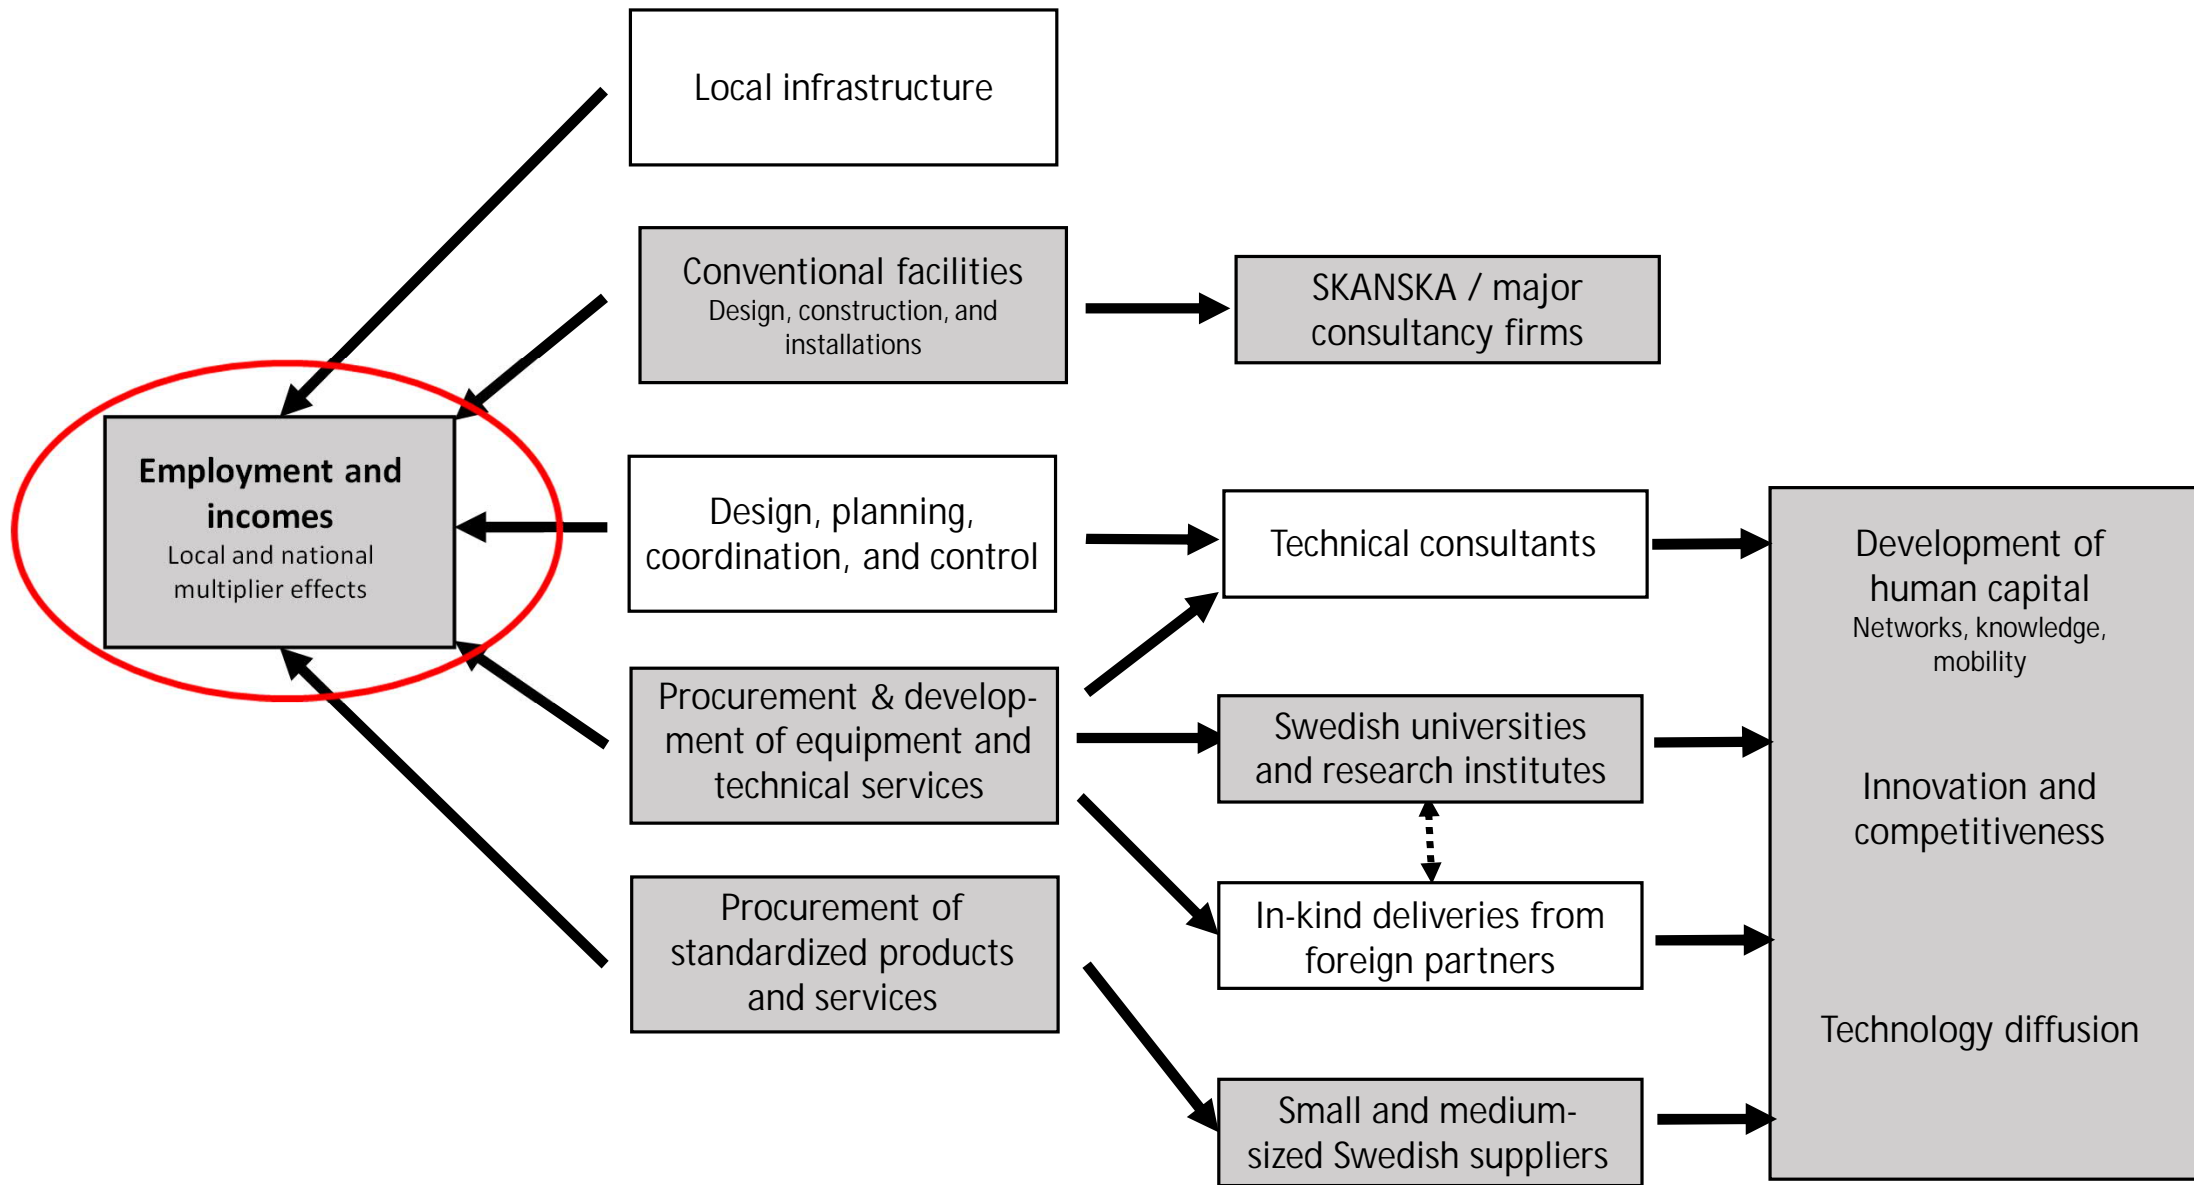 Local infrastructure
Conventional facilities
Design, construction, and
installations
SKANSKA / major
consultancy firms
Employment and
incomes
Local and national
multiplier effects
Design, planning,
coordination, and control
Technical consultants
Development of
human capital
Networks, knowledge,
mobility
Innovation and
competitiveness
Technology diffusion
Procurement & develop-
ment of equipment and
technical services
Swedish universities
and research institutes
Procurement of
standardized products
and services
In-kind deliveries from
foreign partners
Small and medium-
sized Swedish suppliers